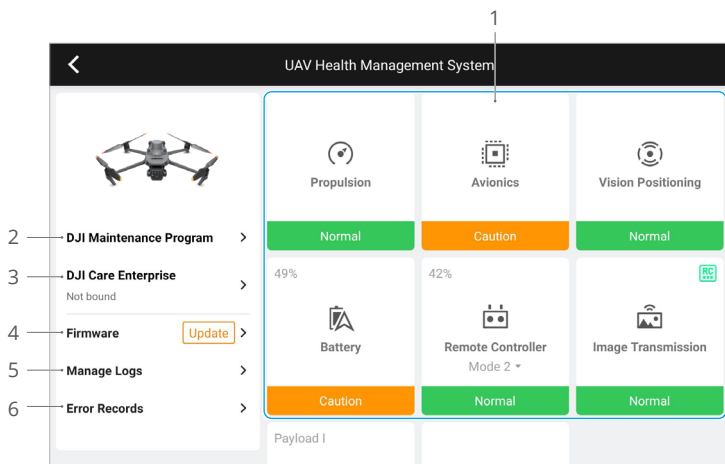 1
UAV Health Management System
Propulsion
Avionics
Vision Positioning
Normal
Caution
Normal
2
DJI Maintenance Program
3
DJI Care Enterprise
Not bound
49%
42%
RC
4
Firmware
Update
Battery
Remote Controller
Mode 2
Image Transmission
5
Manage Logs
6
Error Records
Caution
Normal
Normal
Payload I